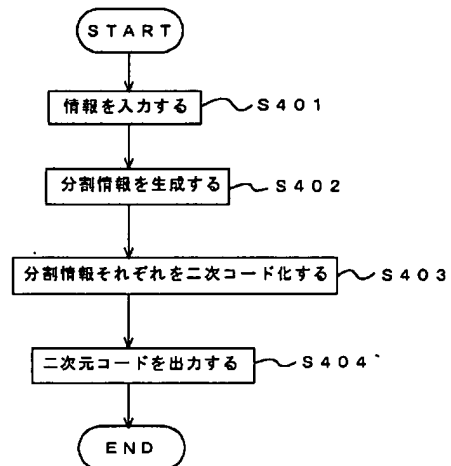 START
情報を入力する S401
分割情報を生成する S402
分割情報それぞれを二次コード化する S403
二次元コードを出力する S404
END